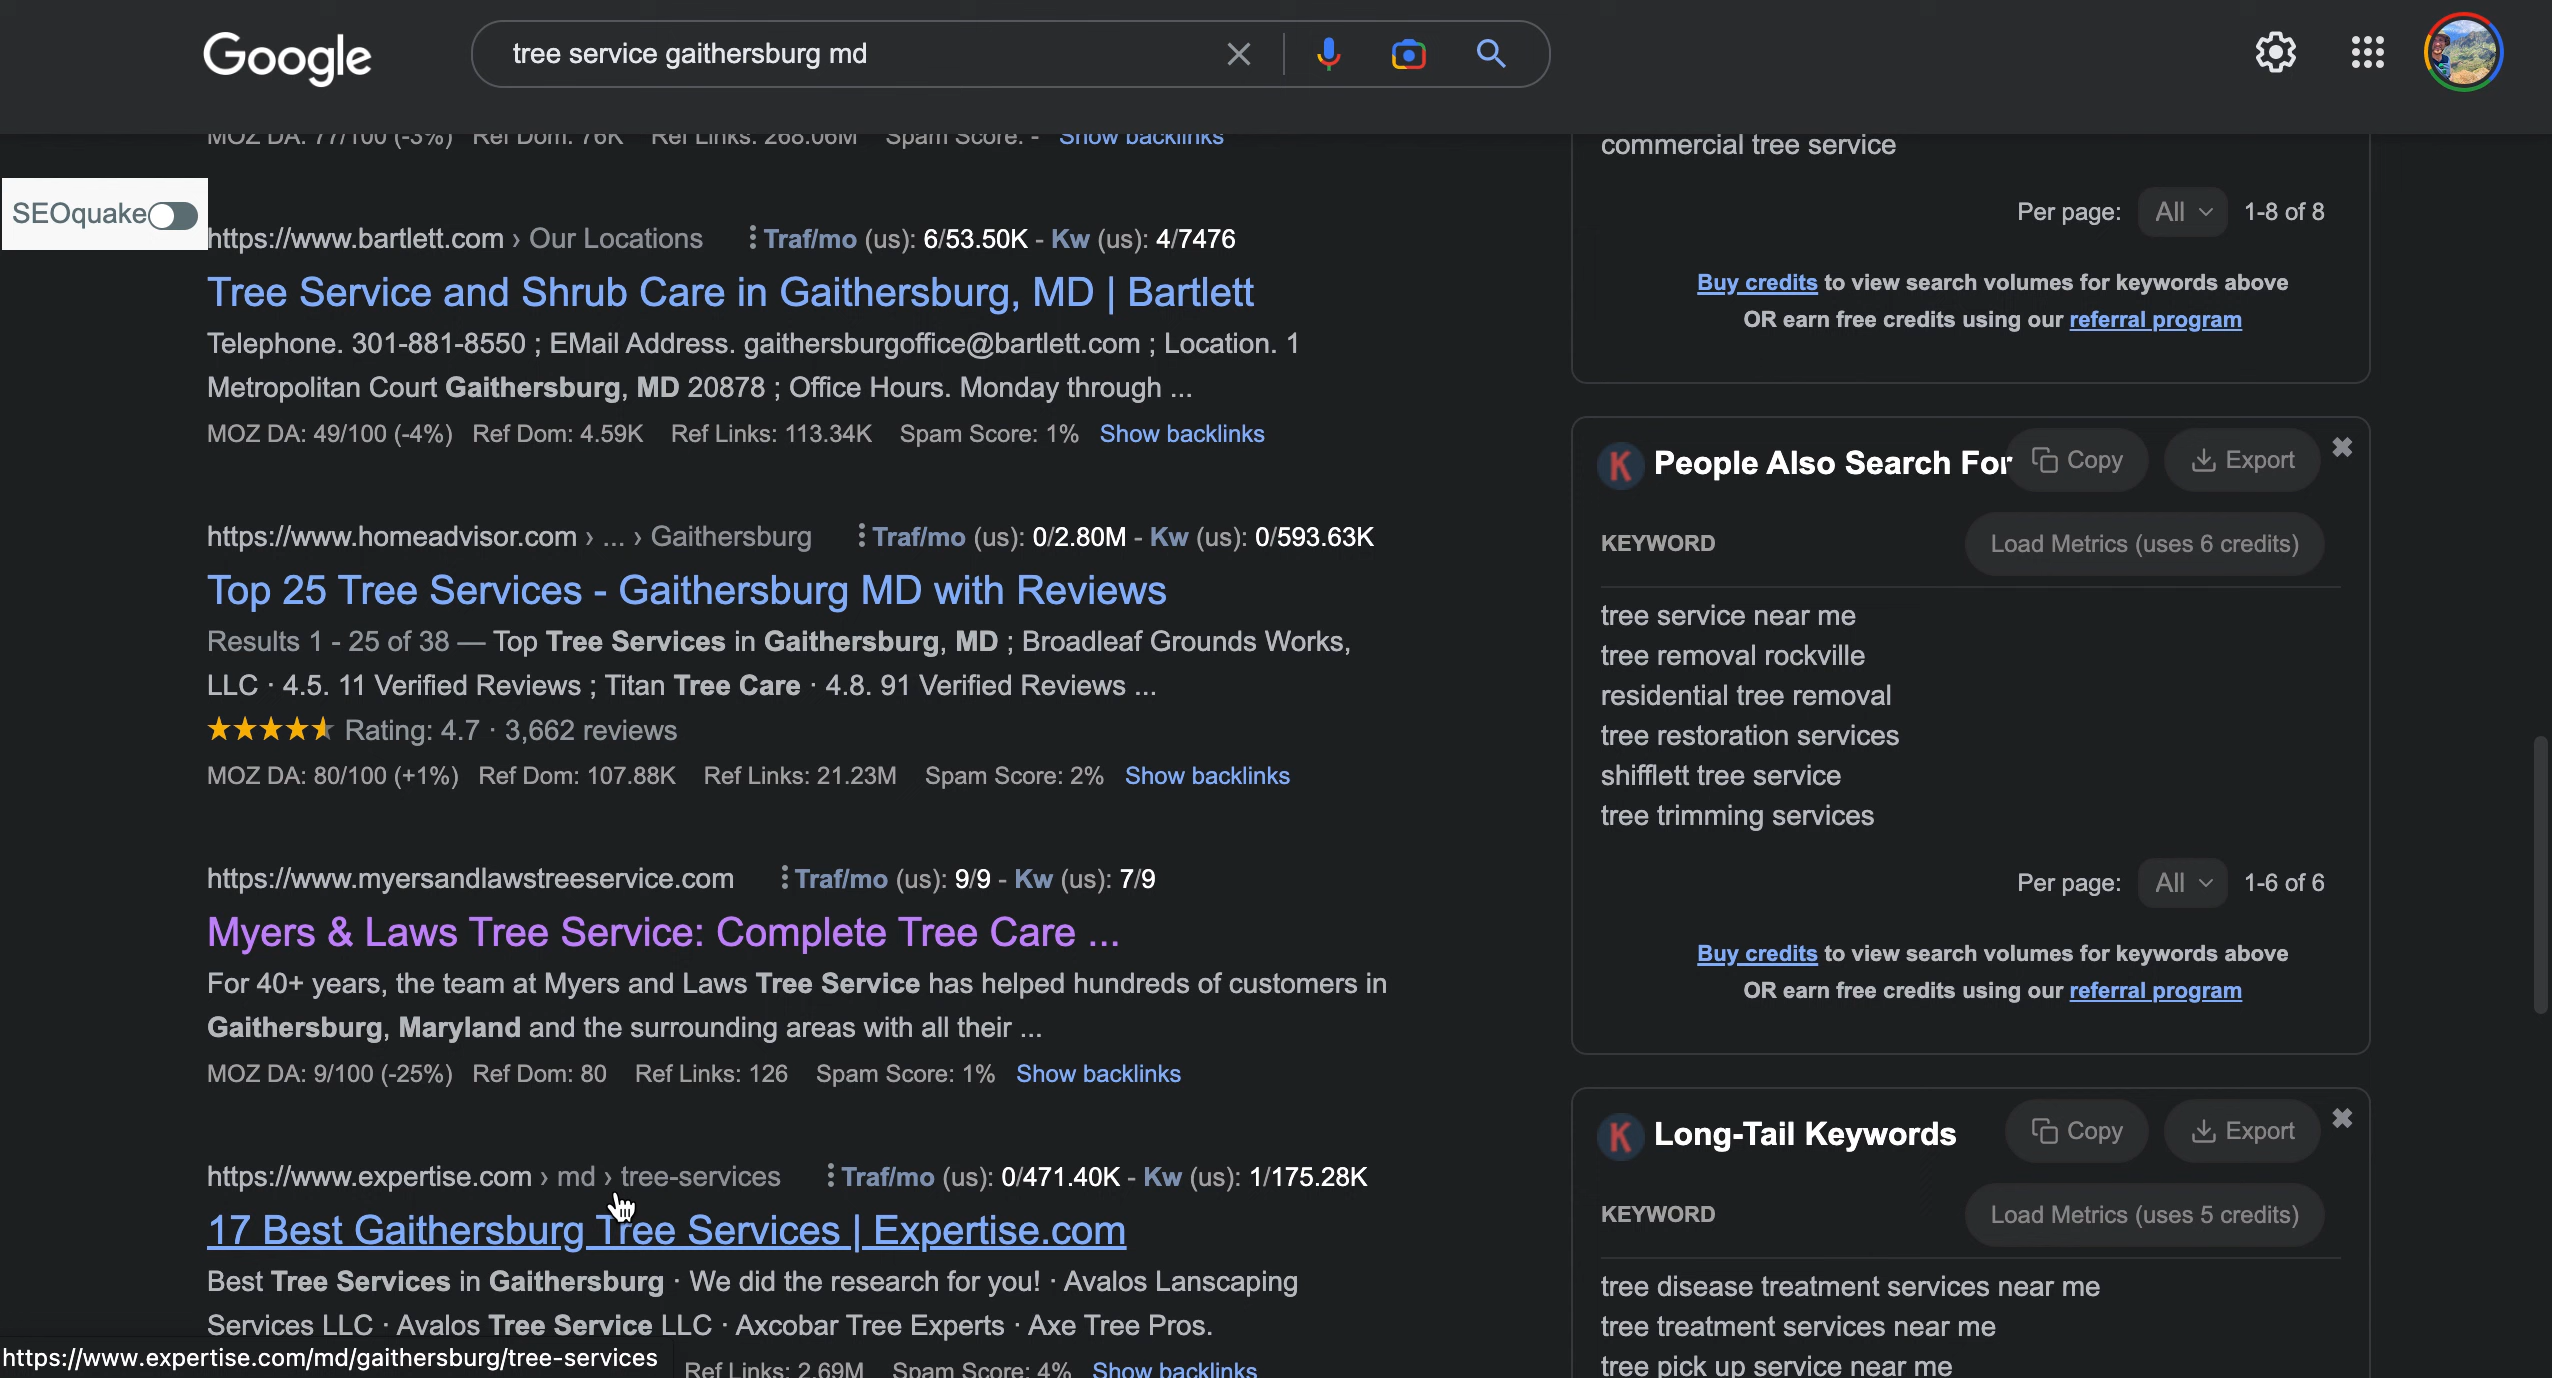 Google
tree service gaithersburg md
MOZ DA: 77/100 (-3%) Ref Dom: 76K Ref Links: 268.06M Spam Score: - Show backlinks
SEOquake
https://www.bartlett.com › Our Locations Traf/mo (us): 6/53.50K - Kw (us): 4/7476
Tree Service and Shrub Care in Gaithersburg, MD | Bartlett
Telephone. 301-881-8550 ; EMail Address. gaithersburgoffice@bartlett.com ; Location. 1
Metropolitan Court Gaithersburg, MD 20878 ; Office Hours. Monday through ...
MOZ DA: 49/100 (-4%) Ref Dom: 4.59K Ref Links: 113.34K Spam Score: 1% Show backlinks
https://www.homeadvisor.com › ... › Gaithersburg Traf/mo (us): 0/2.80M - Kw (us): 0/593.63K
Top 25 Tree Services - Gaithersburg MD with Reviews
Results 1 - 25 of 38 — Top Tree Services in Gaithersburg, MD ; Broadleaf Grounds Works,
LLC · 4.5. 11 Verified Reviews ; Titan Tree Care · 4.8. 91 Verified Reviews ...
Rating: 4.7 · 3,662 reviews
MOZ DA: 80/100 (+1%) Ref Dom: 107.88K Ref Links: 21.23M Spam Score: 2% Show backlinks
https://www.myersandlawstreeservice.com Traf/mo (us): 9/9 - Kw (us): 7/9
Myers & Laws Tree Service: Complete Tree Care ...
For 40+ years, the team at Myers and Laws Tree Service has helped hundreds of customers in
Gaithersburg, Maryland and the surrounding areas with all their ...
MOZ DA: 9/100 (-25%) Ref Dom: 80 Ref Links: 126 Spam Score: 1% Show backlinks
https://www.expertise.com › md › tree-services Traf/mo (us): 0/471.40K - Kw (us): 1/175.28K
17 Best Gaithersburg Tree Services | Expertise.com
Best Tree Services in Gaithersburg · We did the research for you! · Avalos Lanscaping
Services LLC · Avalos Tree Service LLC · Axcobar Tree Experts · Axe Tree Pros.
https://www.expertise.com/md/gaithersburg/tree-services
Ref Links: 2.69M Spam Score: 4% Show backlinks
commercial tree service
Per page: All 1-8 of 8
Buy credits to view search volumes for keywords above
OR earn free credits using our referral program
K People Also Search For Copy Export
KEYWORD Load Metrics (uses 6 credits)
tree service near me
tree removal rockville
residential tree removal
tree restoration services
shifflett tree service
tree trimming services
Per page: All 1-6 of 6
Buy credits to view search volumes for keywords above
OR earn free credits using our referral program
K Long-Tail Keywords Copy Export
KEYWORD Load Metrics (uses 5 credits)
tree disease treatment services near me
tree treatment services near me
tree pick up service near me